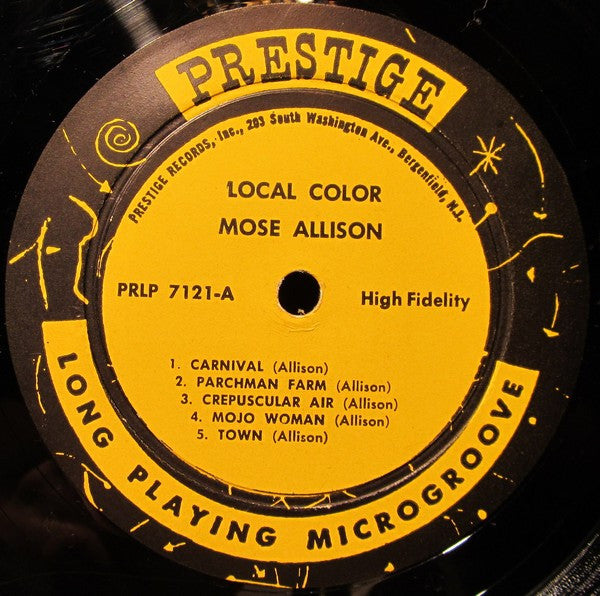 PRESTIGE
PRESTIGE RECORDS, Inc., 203 South Washington Ave., Bergenfield, N.J.
LOCAL COLOR
MOSE ALLISON
PRLP 7121-A
High Fidelity
1. CARNIVAL (Allison)
2. PARCHMAN FARM (Allison)
3. CREPUSCULAR AIR (Allison)
4. MOJO WOMAN (Allison)
5. TOWN (Allison)
LONG PLAYING MICROGROOVE